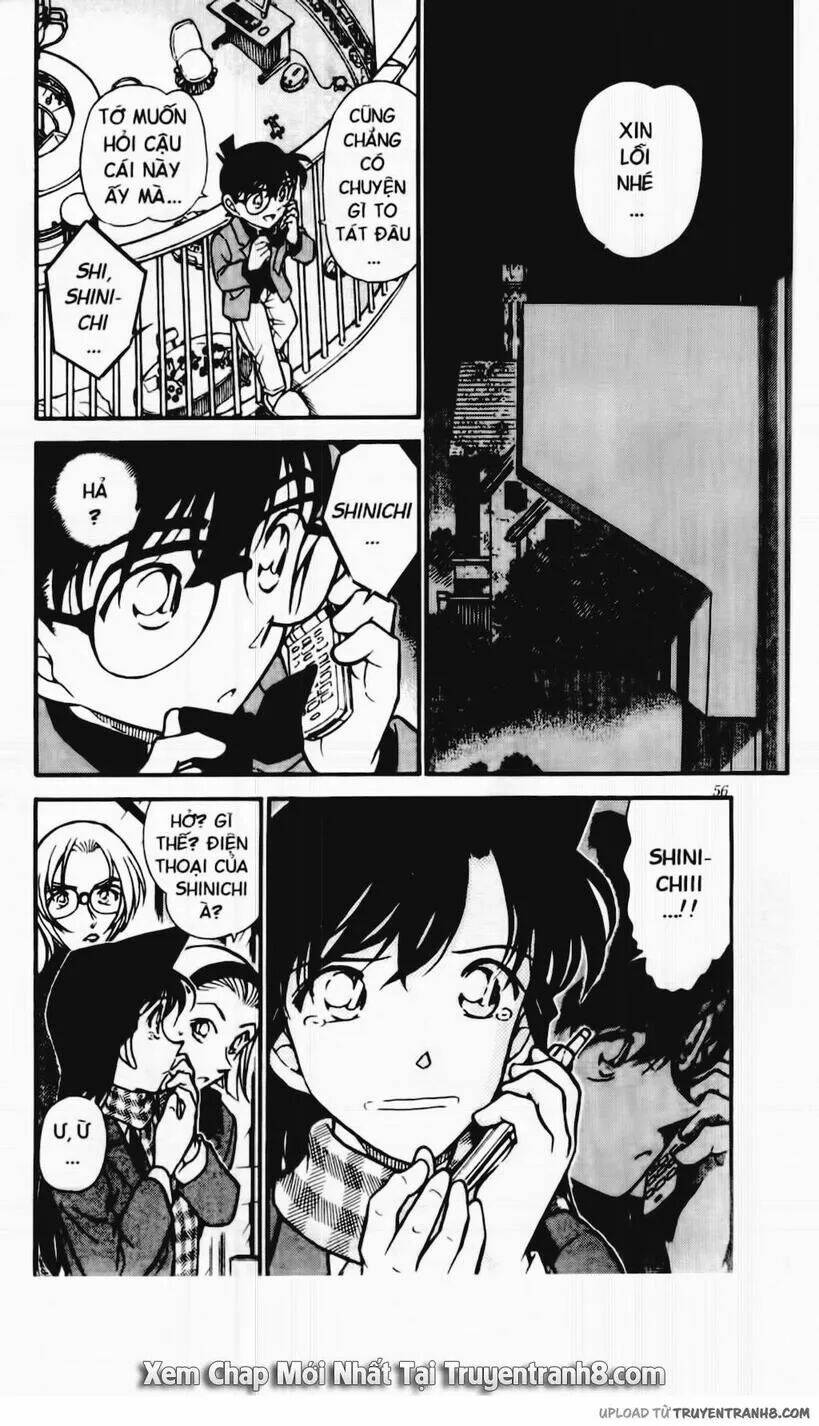 XIN
LỒI
NHÉ
...
CŨNG
CHẲNG
CÓ
CHUYỆN
GÌ TO
TÁT ĐÂU
...
TỚ MUỐN
HỎI CẬU
CÁI NÀY
ẤY MÀ...
SHI,
SHINI-
CHI
...
SHINICHI
...
HẢ
?
56
SHINI-
CHIII
...!!
HỞ? GÌ
THẾ? ĐIỆN
THOẠI CỦA
SHINICHI
À?
Ư, Ừ
...
Xem Chap Mới Nhất Tại Truyentranh8.com
UPLOAD TỪ TRUYENTRANH8.COM